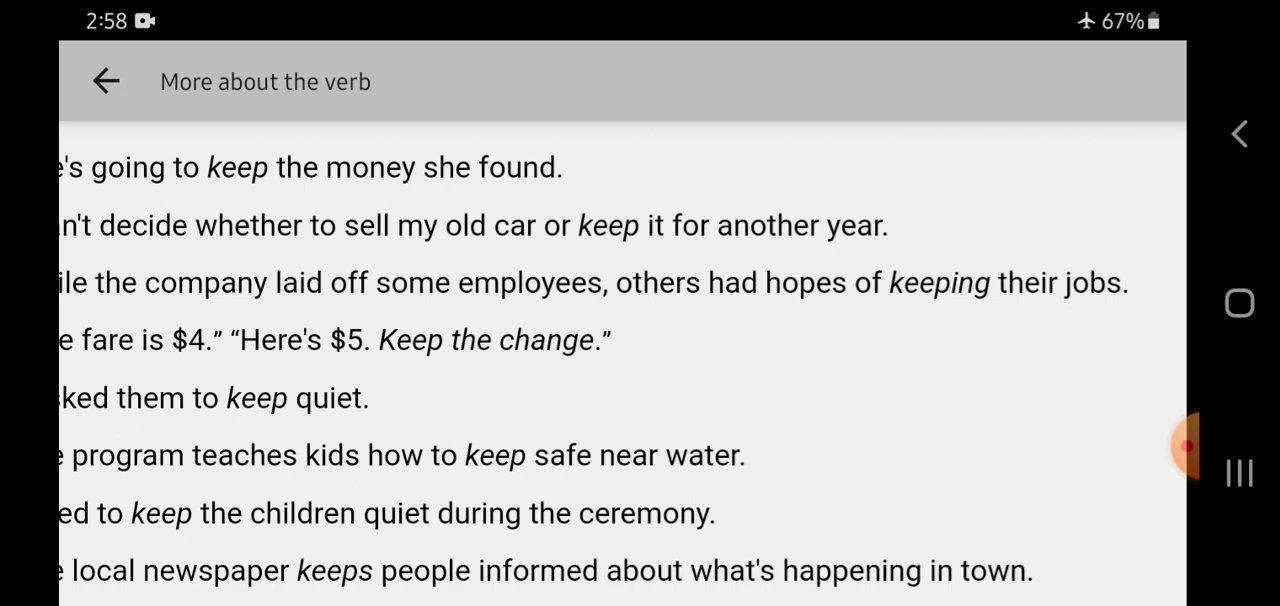 2:58 67%
More about the verb
e's going to keep the money she found.
n't decide whether to sell my old car or keep it for another year.
ile the company laid off some employees, others had hopes of keeping their jobs.
e fare is $4.” “Here's $5. Keep the change.”
ked them to keep quiet.
e program teaches kids how to keep safe near water.
ed to keep the children quiet during the ceremony.
e local newspaper keeps people informed about what's happening in town.